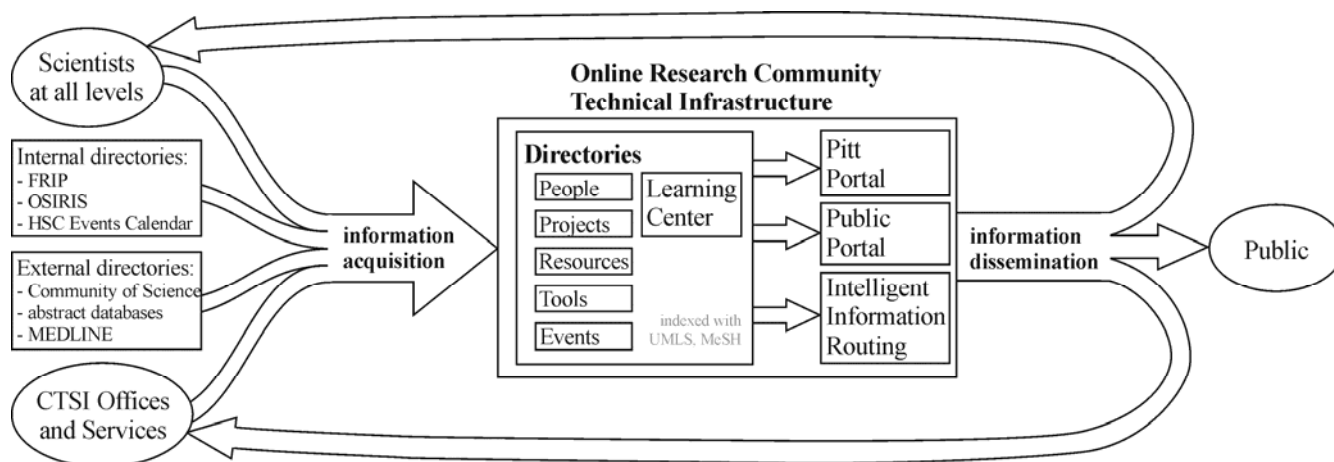 Scientists
at all levels
Internal directories:
- FRIP
- OSIRIS
- HSC Events Calendar
External directories:
- Community of Science
- abstract databases
- MEDLINE
CTSI Offices
and Services
information
acquisition
Online Research Community
Technical Infrastructure
Directories
People
Projects
Resources
Tools
Events
Learning
Center
indexed with
UMLS, MeSH
Pitt
Portal
Public
Portal
Intelligent
Information
Routing
information
dissemination
Public